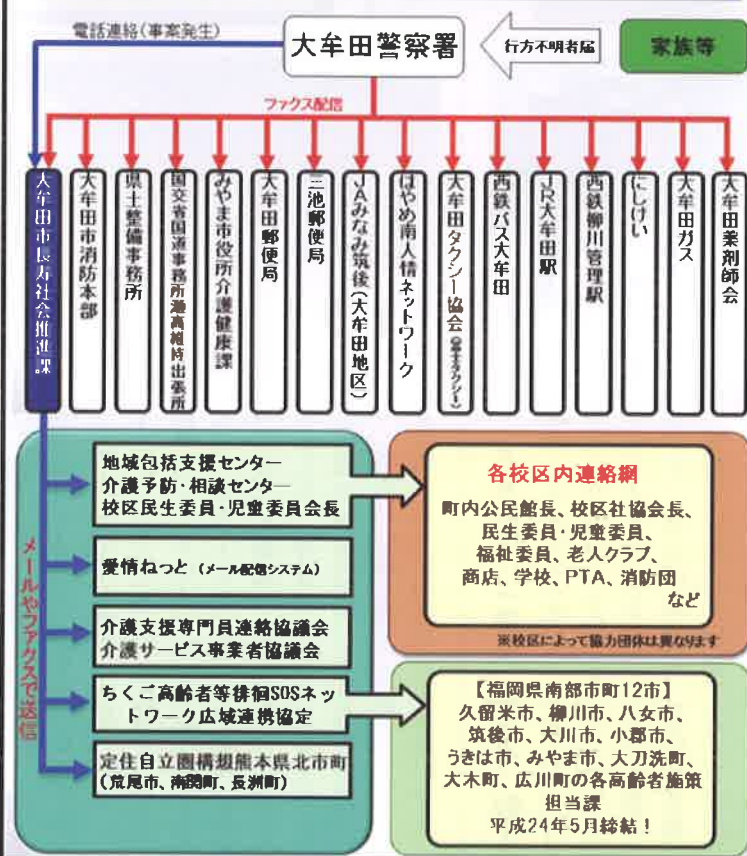 電話連絡(事案発生)
大牟田警察署
行方不明者届
家族等
ファクス配信
大牟田市長寿社会推進課
大牟田市消防本部
県土整備事務所
国交省国道事務所瀬高維持出張所
みやま市役所介護健康課
大牟田郵便局
三池郵便局
JAみなみ筑後(大牟田地区)
はやめ南人情ネットワーク
大牟田タクシー協会
西鉄バス大牟田
JR大牟田駅
西鉄柳川管理駅
にしけい
大牟田ガス
大牟田薬剤師会
メールやファクスで送信
地域包括支援センター
介護予防・相談センター
校区民生委員・児童委員会長
愛情ねっと (メール配信システム)
介護支援専門員連絡協議会
介護サービス事業者協議会
ちくご高齢者等徘徊SOSネッ
トワーク広域連携協定
定住自立圏構想熊本県北市町
(荒尾市、南関町、長洲町)
各校区内連絡網
町内公民館長、校区社協会長、
民生委員・児童委員、
福祉委員、老人クラブ、
商店、学校、PTA、消防団
など
※校区によって協力団体は異なります
【福岡県南部市町12市】
久留米市、柳川市、八女市、
筑後市、大川市、小郡市、
うきは市、みやま市、大刀洗町、
大木町、広川町の各高齢者施策
担当課
平成24年5月締結!